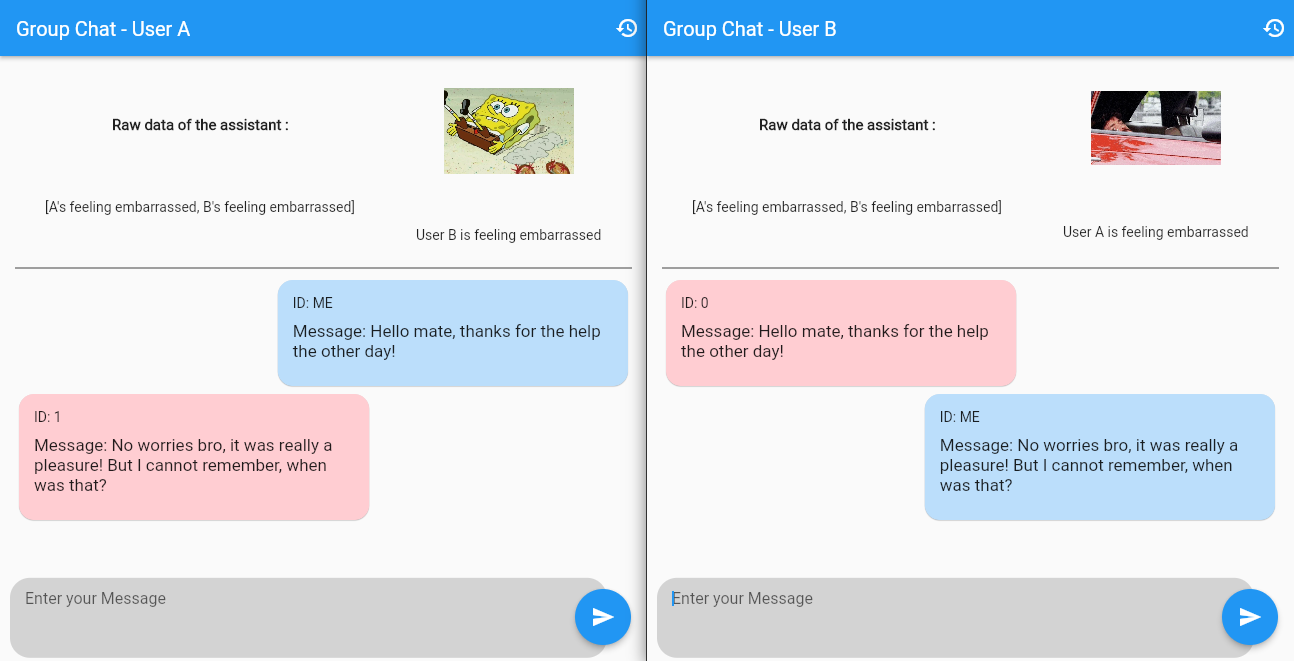 Group Chat - User A
Raw data of the assistant :
[A's feeling embarrassed, B's feeling embarrassed]
User B is feeling embarrassed
ID: ME
Message: Hello mate, thanks for the help
the other day!
ID: 1
Message: No worries bro, it was really a
pleasure! But I cannot remember, when
was that?
Enter your Message
Group Chat - User B
Raw data of the assistant :
[A's feeling embarrassed, B's feeling embarrassed]
User A is feeling embarrassed
ID: 0
Message: Hello mate, thanks for the help
the other day!
ID: ME
Message: No worries bro, it was really a
pleasure! But I cannot remember, when
was that?
Enter your Message